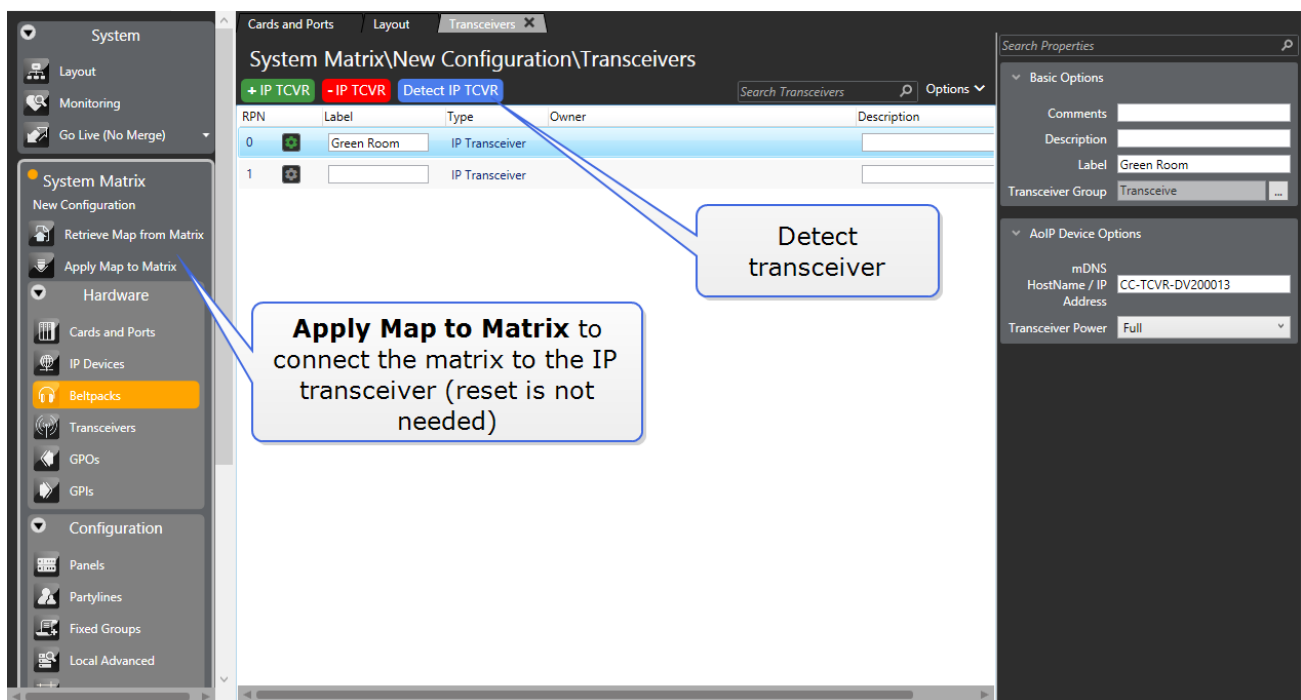 System
Layout
Monitoring
Go Live (No Merge)
System Matrix
New Configuration
Retrieve Map from Matrix
Apply Map to Matrix
Hardware
Cards and Ports
IP Devices
Beltpacks
Transceivers
GPOs
GPIs
Configuration
Panels
Partylines
Fixed Groups
Local Advanced
Cards and Ports Layout Transceivers X
System Matrix\New Configuration\Transceivers
+ IP TCVR - IP TCVR Detect IP TCVR Search Transceivers Options
RPN Label Type Owner Description
0 Green Room IP Transceiver
1 IP Transceiver
Detect
transceiver
Apply Map to Matrix to
connect the matrix to the IP
transceiver (reset is not
needed)
Search Properties
Basic Options
Comments
Description
Label Green Room
Transceiver Group Transceive ...
AoIP Device Options
mDNS
HostName / IP CC-TCVR-DV200013
Address
Transceiver Power Full